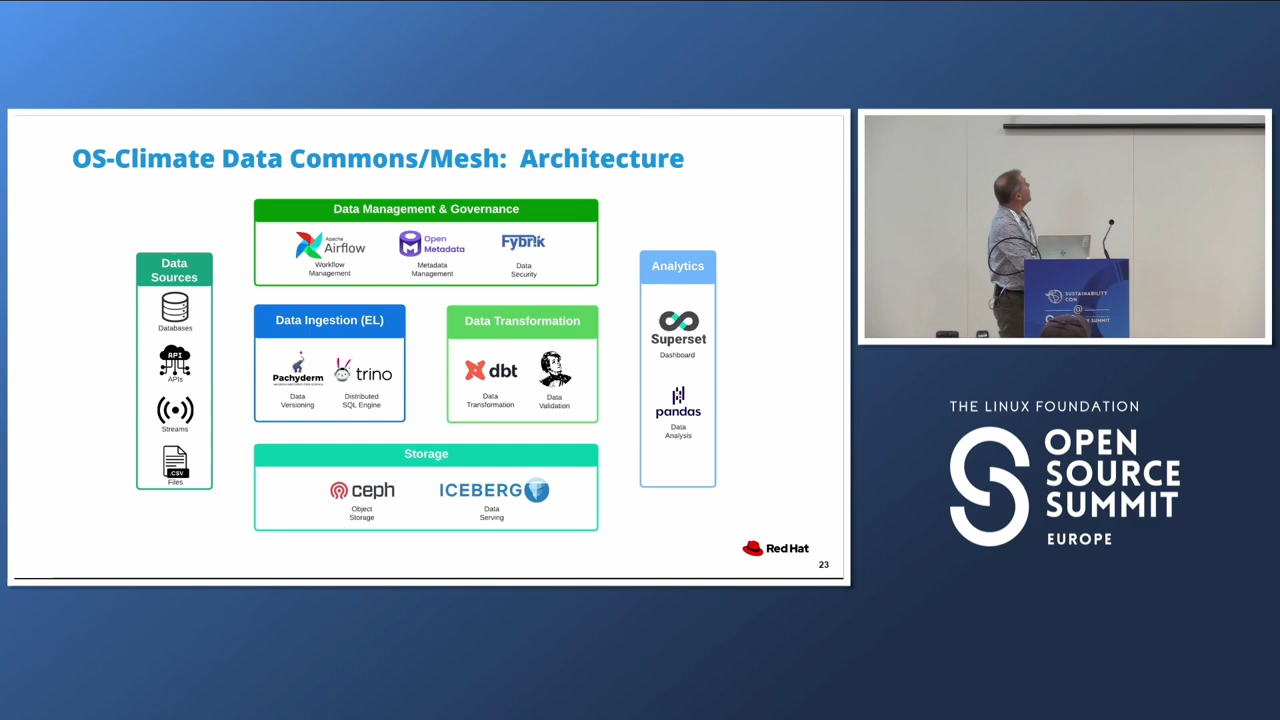 OS-Climate Data Commons/Mesh: Architecture
Data Management & Governance
Apache
Airflow
Workflow
Management
Open
Metadata
Metadata
Management
Fybrik
Data
Security
Data
Sources
Databases
API
APIs
Streams
.CSV
Files
Data Ingestion (EL)
Pachyderm
Data
Versioning
trino
Distributed
SQL Engine
Data Transformation
dbt
Data
Transformation
Data
Validation
Storage
ceph
Object
Storage
ICEBERG
Data
Serving
Analytics
Superset
Dashboard
pandas
Data
Analysis
Red Hat
23
SUSTAINABILITY
CON
@
SUMMIT
THE LINUX FOUNDATION
OPEN
SOURCE
SUMMIT
EUROPE